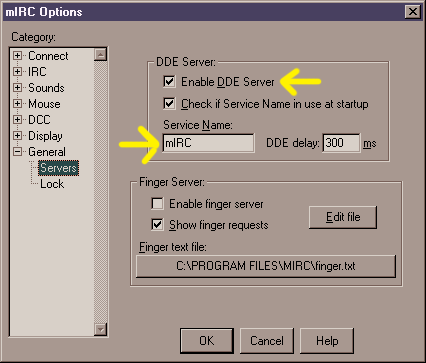 mIRC Options
Category:
Connect
IRC
Sounds
Mouse
DCC
Display
General
Servers
Lock
DDE Server:
Enable DDE Server
Check if Service Name in use at startup
Service Name:
mIRC
DDE delay: 300 ms
Finger Server:
Enable finger server
Show finger requests
Edit file
Finger text file:
C:\PROGRAM FILES\MIRC\finger.txt
OK
Cancel
Help